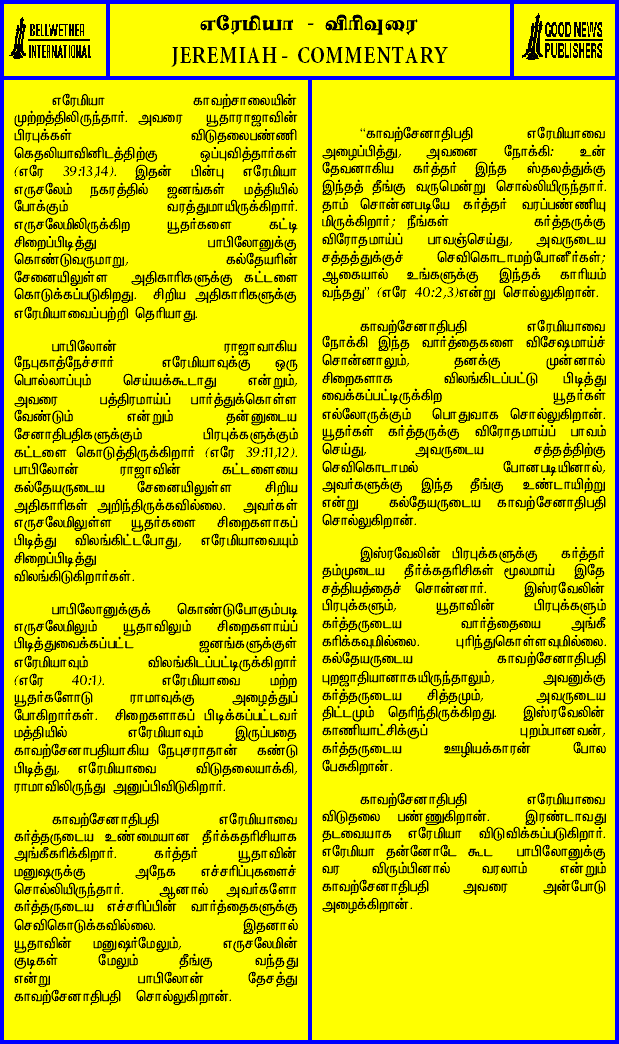 BELLWETHER
INTERNATIONAL
எரேமியா - விரிவுரை
JEREMIAH - COMMENTARY
GOOD NEWS
PUBLISHERS
எரேமியா காவற்சாலையின்
முற்றத்திலிருந்தார். அவரை யூதாராஜாவின்
பிரபுக்கள் விடுதலைபண்ணி
கெதலியாவினிடத்திற்கு ஒப்புவித்தார்கள்
(எரே 39:13,14). இதன் பின்பு எரேமியா
எருசலேம் நகரத்தில் ஜனங்கள் மத்தியில்
போக்கும் வரத்துமாயிருக்கிறார்.
எருசலேமிலிருக்கிற யூதர்களை கட்டி
சிறைப்பிடித்து பாபிலோனுக்கு
கொண்டுவருமாறு, கல்தேயரின்
சேனையிலுள்ள அதிகாரிகளுக்கு கட்டளை
கொடுக்கப்படுகிறது. சிறிய அதிகாரிகளுக்கு
எரேமியாவைப்பற்றி தெரியாது.
பாபிலோன் ராஜாவாகிய
நேபுகாத்நேச்சார் எரேமியாவுக்கு ஒரு
பொல்லாப்பும் செய்யக்கூடாது என்றும்,
அவரை பத்திரமாய்ப் பார்த்துக்கொள்ள
வேண்டும் என்றும் தன்னுடைய
சேனாதிபதிகளுக்கும் பிரபுக்களுக்கும்
கட்டளை கொடுத்திருக்கிறார் (எரே 39:11,12).
பாபிலோன் ராஜாவின் கட்டளையை
கல்தேயருடைய சேனையிலுள்ள சிறிய
அதிகாரிகள் அறிந்திருக்கவில்லை. அவர்கள்
எருசலேமிலுள்ள யூதர்களை சிறைகளாகப்
பிடித்து விலங்கிட்டபோது, எரேமியாவையும்
சிறைப்பிடித்து
விலங்கிடுகிறார்கள்.
பாபிலோனுக்குக் கொண்டுபோகும்படி
எருசலேமிலும் யூதாவிலும் சிறைகளாய்ப்
பிடித்துவைக்கப்பட்ட ஜனங்களுக்குள்
எரேமியாவும் விலங்கிடப்பட்டிருக்கிறார்
(எரே 40:1). எரேமியாவை மற்ற
யூதர்களோடு ராமாவுக்கு அழைத்துப்
போகிறார்கள். சிறைகளாகப் பிடிக்கப்பட்டவர்
மத்தியில் எரேமியாவும் இருப்பதை
காவற்சேனாபதியாகிய நேபுசராதான் கண்டு
பிடித்து, எரேமியாவை விடுதலையாக்கி,
ராமாவிலிருந்து அனுப்பிவிடுகிறார்.
காவற்சேனாதிபதி எரேமியாவை
கர்த்தருடைய உண்மையான தீர்க்கதரிசியாக
அங்கீகரிக்கிறார். கர்த்தர் யூதாவின்
மனுஷருக்கு அநேக எச்சரிப்புகளைச்
சொல்லியிருந்தார். ஆனால் அவர்களோ
கர்த்தருடைய எச்சரிப்பின் வார்த்தைகளுக்கு
செவிகொடுக்கவில்லை. இதனால்
யூதாவின் மனுஷர்மேலும், எருசலேமின்
குடிகள் மேலும் தீங்கு வந்தது
என்று பாபிலோன் தேசத்து
காவற்சேனாதிபதி சொல்லுகிறான்.
"காவற்சேனாதிபதி எரேமியாவை
அழைப்பித்து, அவனை நோக்கி: உன்
தேவனாகிய கர்த்தர் இந்த ஸ்தலத்துக்கு
இந்தத் தீங்கு வருமென்று சொல்லியிருந்தார்.
தாம் சொன்னபடியே கர்த்தர் வரப்பண்ணியு
மிருக்கிறார்; நீங்கள் கர்த்தருக்கு
விரோதமாய்ப் பாவஞ்செய்து, அவருடைய
சத்தத்துக்குச் செவிகொடாமற்போனீர்கள்;
ஆகையால் உங்களுக்கு இந்தக் காரியம்
வந்தது" (எரே 40:2,3)என்று சொல்லுகிறான்.
காவற்சேனாதிபதி எரேமியாவை
நோக்கி இந்த வார்த்தைகளை விசேஷமாய்ச்
சொன்னாலும், தனக்கு முன்னால்
சிறைகளாக விலங்கிடப்பட்டு பிடித்து
வைக்கப்பட்டிருக்கிற யூதர்கள்
எல்லோருக்கும் பொதுவாக சொல்லுகிறான்.
யூதர்கள் கர்த்தருக்கு விரோதமாய்ப் பாவம்
செய்து, அவருடைய சத்தத்திற்கு
செவிகொடாமல் போனபடியினால்,
அவர்களுக்கு இந்த தீங்கு உண்டாயிற்று
என்று கல்தேயருடைய காவற்சேனாதிபதி
சொல்லுகிறான்.
இஸ்ரவேலின் பிரபுக்களுக்கு கர்த்தர்
தம்முடைய தீர்க்கதரிசிகள் மூலமாய் இதே
சத்தியத்தைச் சொன்னார். இஸ்ரவேலின்
பிரபுக்களும், யூதாவின் பிரபுக்களும்
கர்த்தருடைய வார்த்தையை அங்கீ
கரிக்கவுமில்லை. புரிந்துகொள்ளவுமில்லை.
கல்தேயருடைய காவற்சேனாதிபதி
புறஜாதியானாகயிருந்தாலும், அவனுக்கு
கர்த்தருடைய சித்தமும், அவருடைய
திட்டமும் தெரிந்திருக்கிறது. இஸ்ரவேலின்
காணியாட்சிக்குப் புறம்பானவன்,
கர்த்தருடைய ஊழியக்காரன் போல
பேசுகிறான்.
காவற்சேனாதிபதி எரேமியாவை
விடுதலை பண்ணுகிறான். இரண்டாவது
தடவையாக எரேமியா விடுவிக்கப்படுகிறார்.
எரேமியா தன்னோடே கூட பாபிலோனுக்கு
வர விரும்பினால் வரலாம் என்றும்
காவற்சேனாதிபதி அவரை அன்போடு
அழைக்கிறான்.